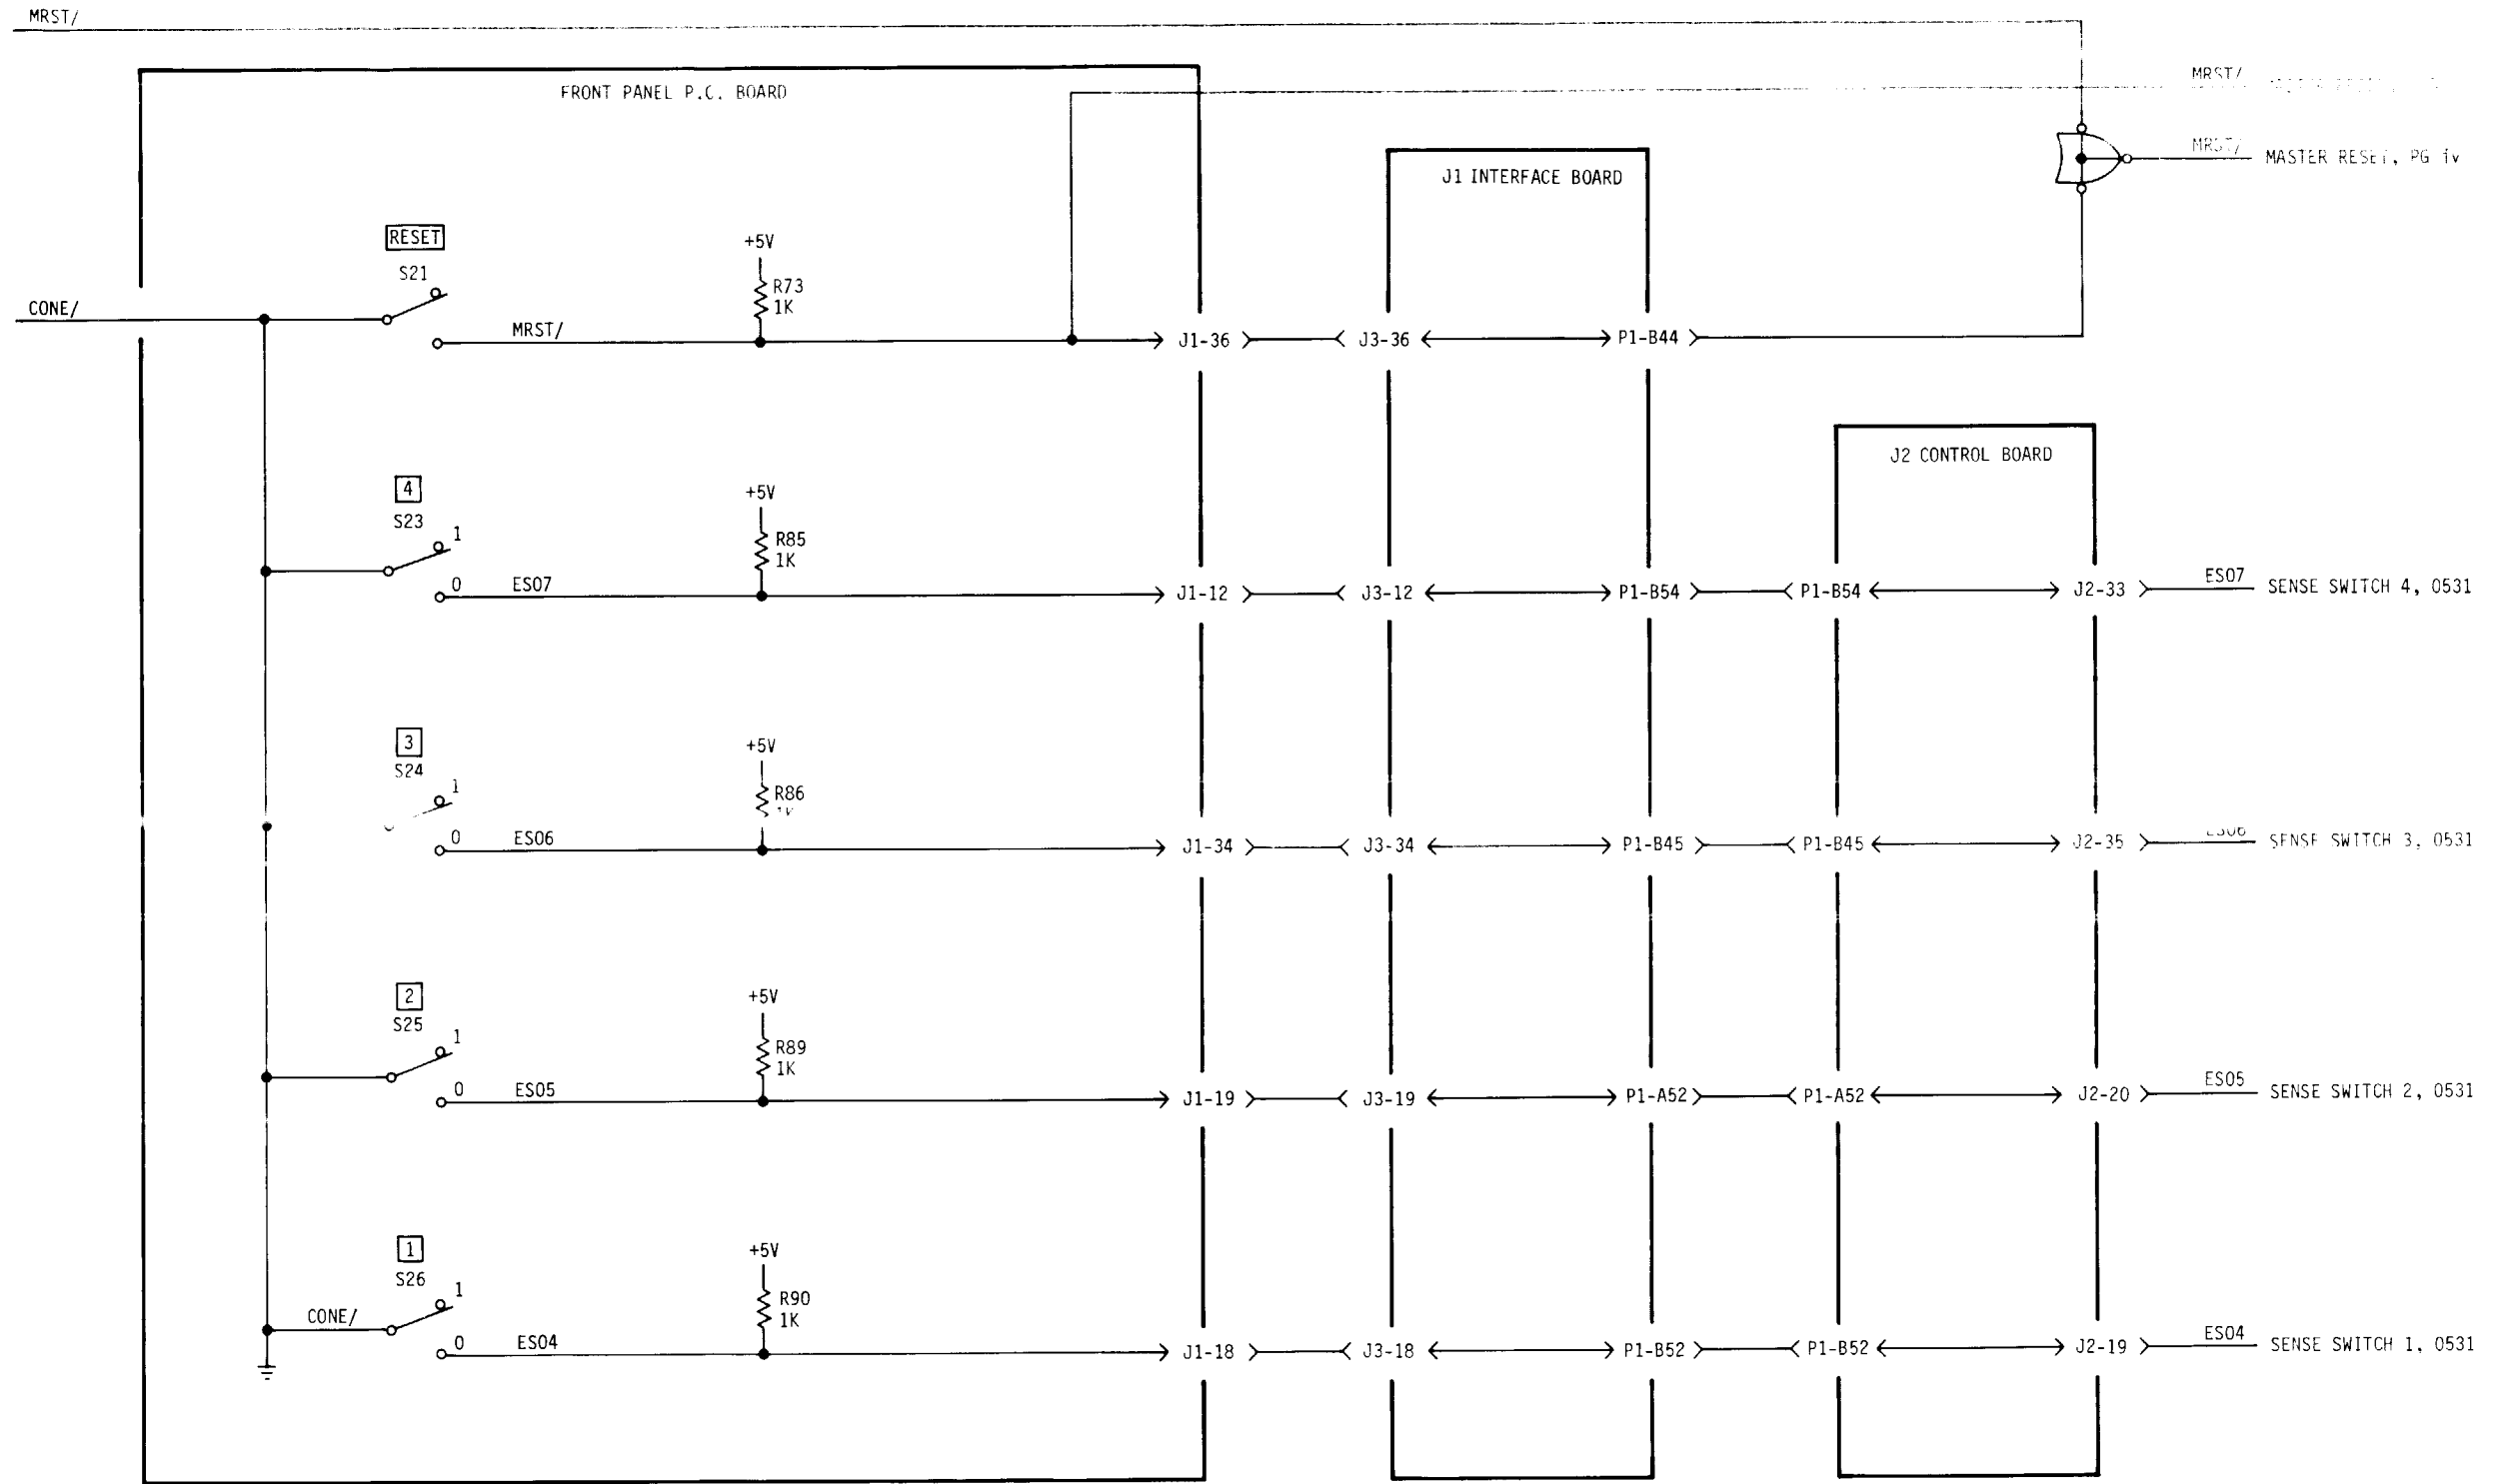 MRST/
FRONT PANEL P.C. BOARD
MRST/
J1 INTERFACE BOARD
MRST/
MASTER RESET, PG iv
RESET
S21
+5V
R73
1K
CONE/
MRST/
J1-36
J3-36
P1-B44
J2 CONTROL BOARD
4
S23
1
+5V
R85
1K
0
ES07
J1-12
J3-12
P1-B54
P1-B54
J2-33
ES07
SENSE SWITCH 4, 0531
3
S24
1
+5V
R86
1K
0
ES06
J1-34
J3-34
P1-B45
P1-B45
J2-35
ES06
SENSE SWITCH 3, 0531
2
S25
1
+5V
R89
1K
0
ES05
J1-19
J3-19
P1-A52
P1-A52
J2-20
ES05
SENSE SWITCH 2, 0531
1
S26
1
+5V
R90
1K
CONE/
0
ES04
J1-18
J3-18
P1-B52
P1-B52
J2-19
ES04
SENSE SWITCH 1, 0531